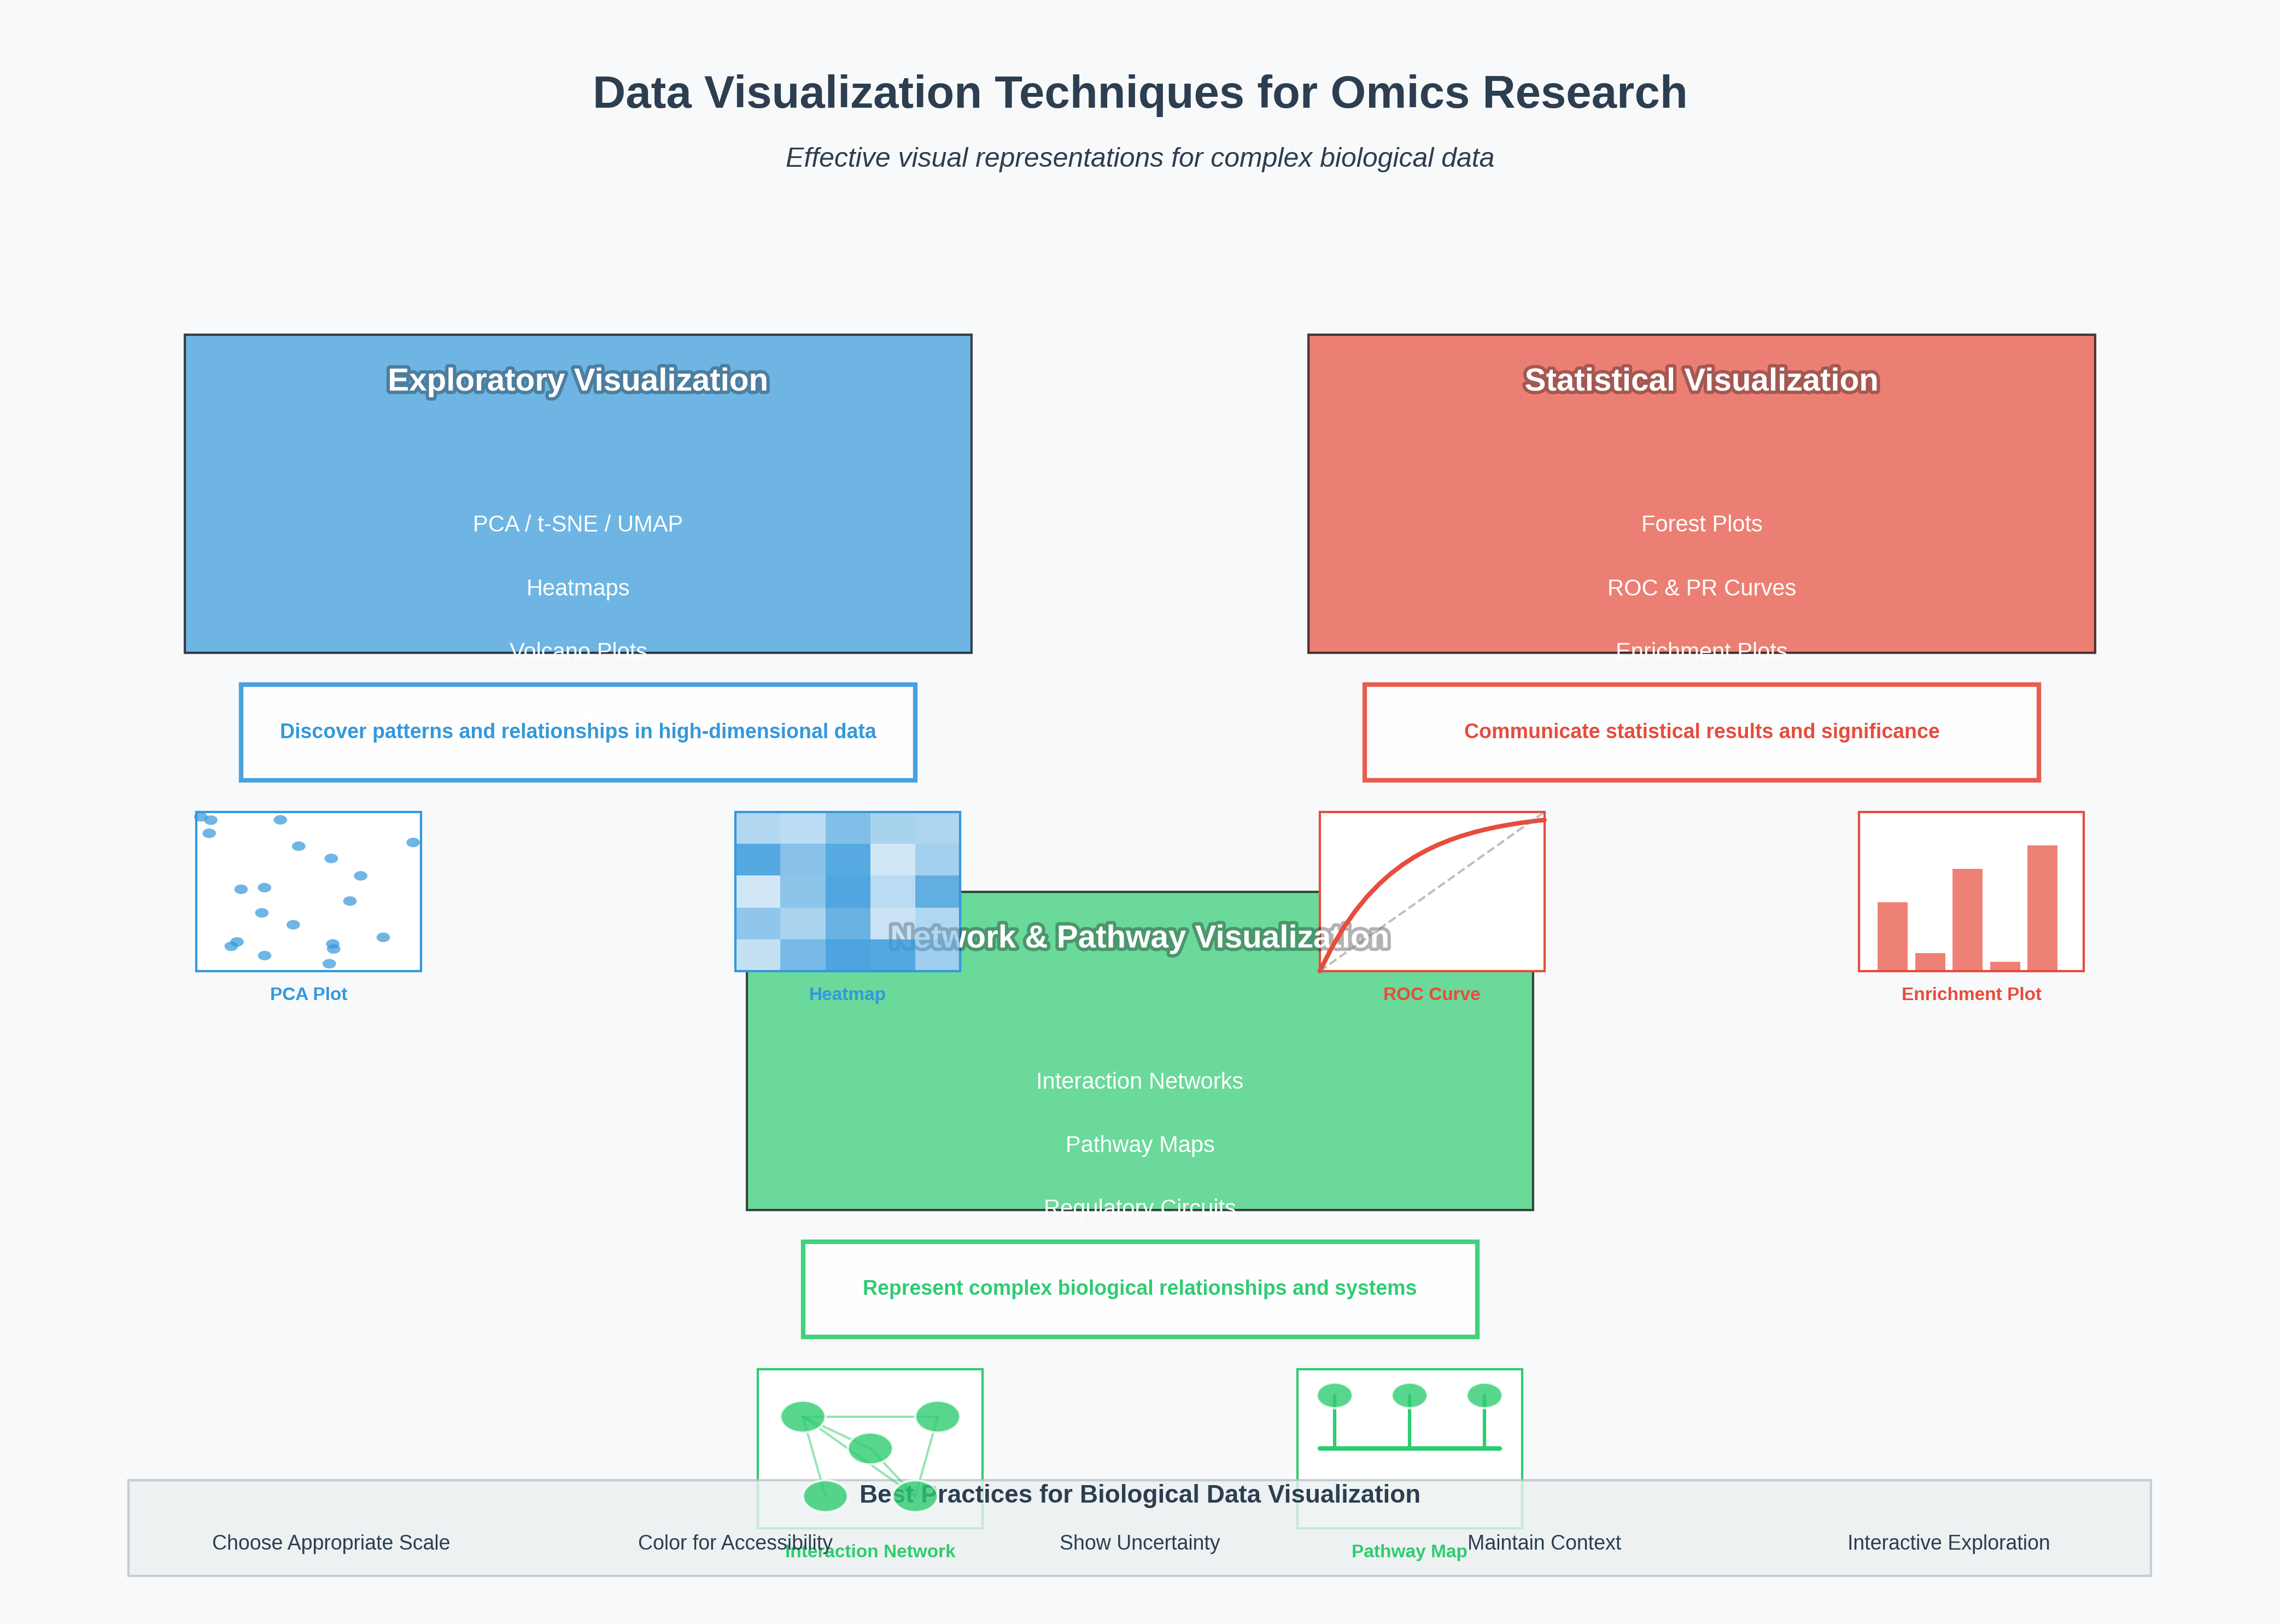 Data Visualization Techniques for Omics Research
Effective visual representations for complex biological data
Exploratory Visualization
PCA / t-SNE / UMAP
Heatmaps
Volcano Plots
Discover patterns and relationships in high-dimensional data
PCA Plot
Heatmap
Statistical Visualization
Forest Plots
ROC & PR Curves
Enrichment Plots
Communicate statistical results and significance
ROC Curve
Enrichment Plot
Network & Pathway Visualization
Interaction Networks
Pathway Maps
Regulatory Circuits
Represent complex biological relationships and systems
Interaction Network
Pathway Map
Best Practices for Biological Data Visualization
Choose Appropriate Scale
Color for Accessibility
Show Uncertainty
Maintain Context
Interactive Exploration